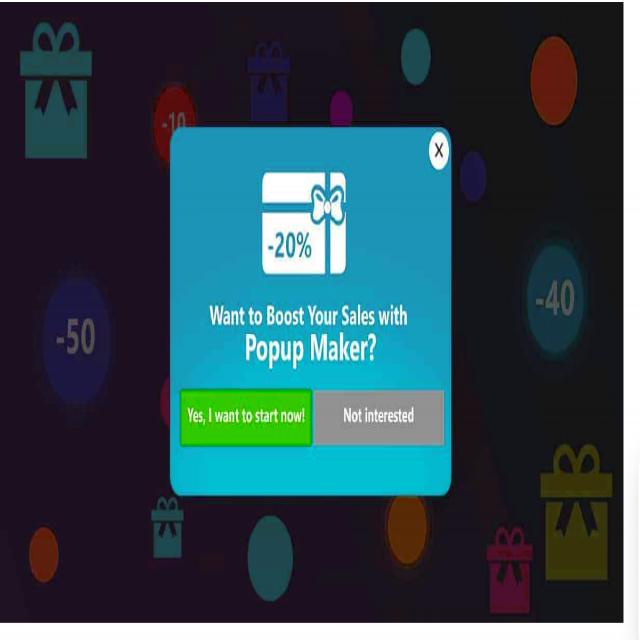 -10
X
-20%
-50
-40
Want to Boost Your Sales with
Popup Maker?
Yes, I want to start now!
Not interested